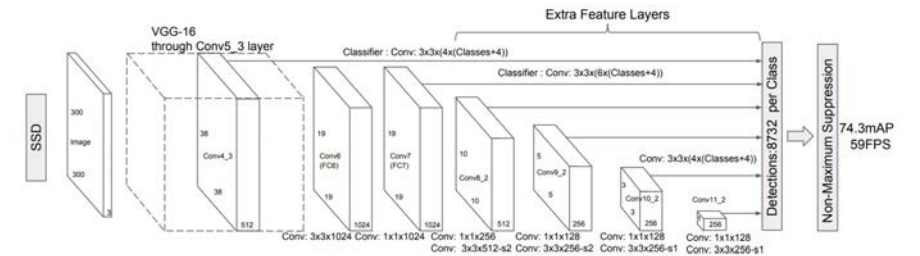 Extra Feature Layers
VGG-16
through Conv5_3 layer
Classifier : Conv: 3x3x(4x(Classes+4))
Classifier : Conv: 3x3x(6x(Classes+4))
SSD
300
Image
300
3
38
Conv4_3
38
512
19
Conv6
(FC6)
19
1024
19
Conv7
(FC7)
19
1024
10
Conv8_2
10
512
5
Conv9_2
5
256
Conv: 3x3x(4x(Classes+4))
3
Conv10_2
3
256
Conv11_2
256
Detections:8732 per Class
Non-Maximum Suppression
74.3mAP
59FPS
Conv: 3x3x1024
Conv: 1x1x1024
Conv: 1x1x256
Conv: 3x3x512-s2
Conv: 1x1x128
Conv: 3x3x256-s2
Conv: 1x1x128
Conv: 3x3x256-s1
Conv: 1x1x128
Conv: 3x3x256-s1